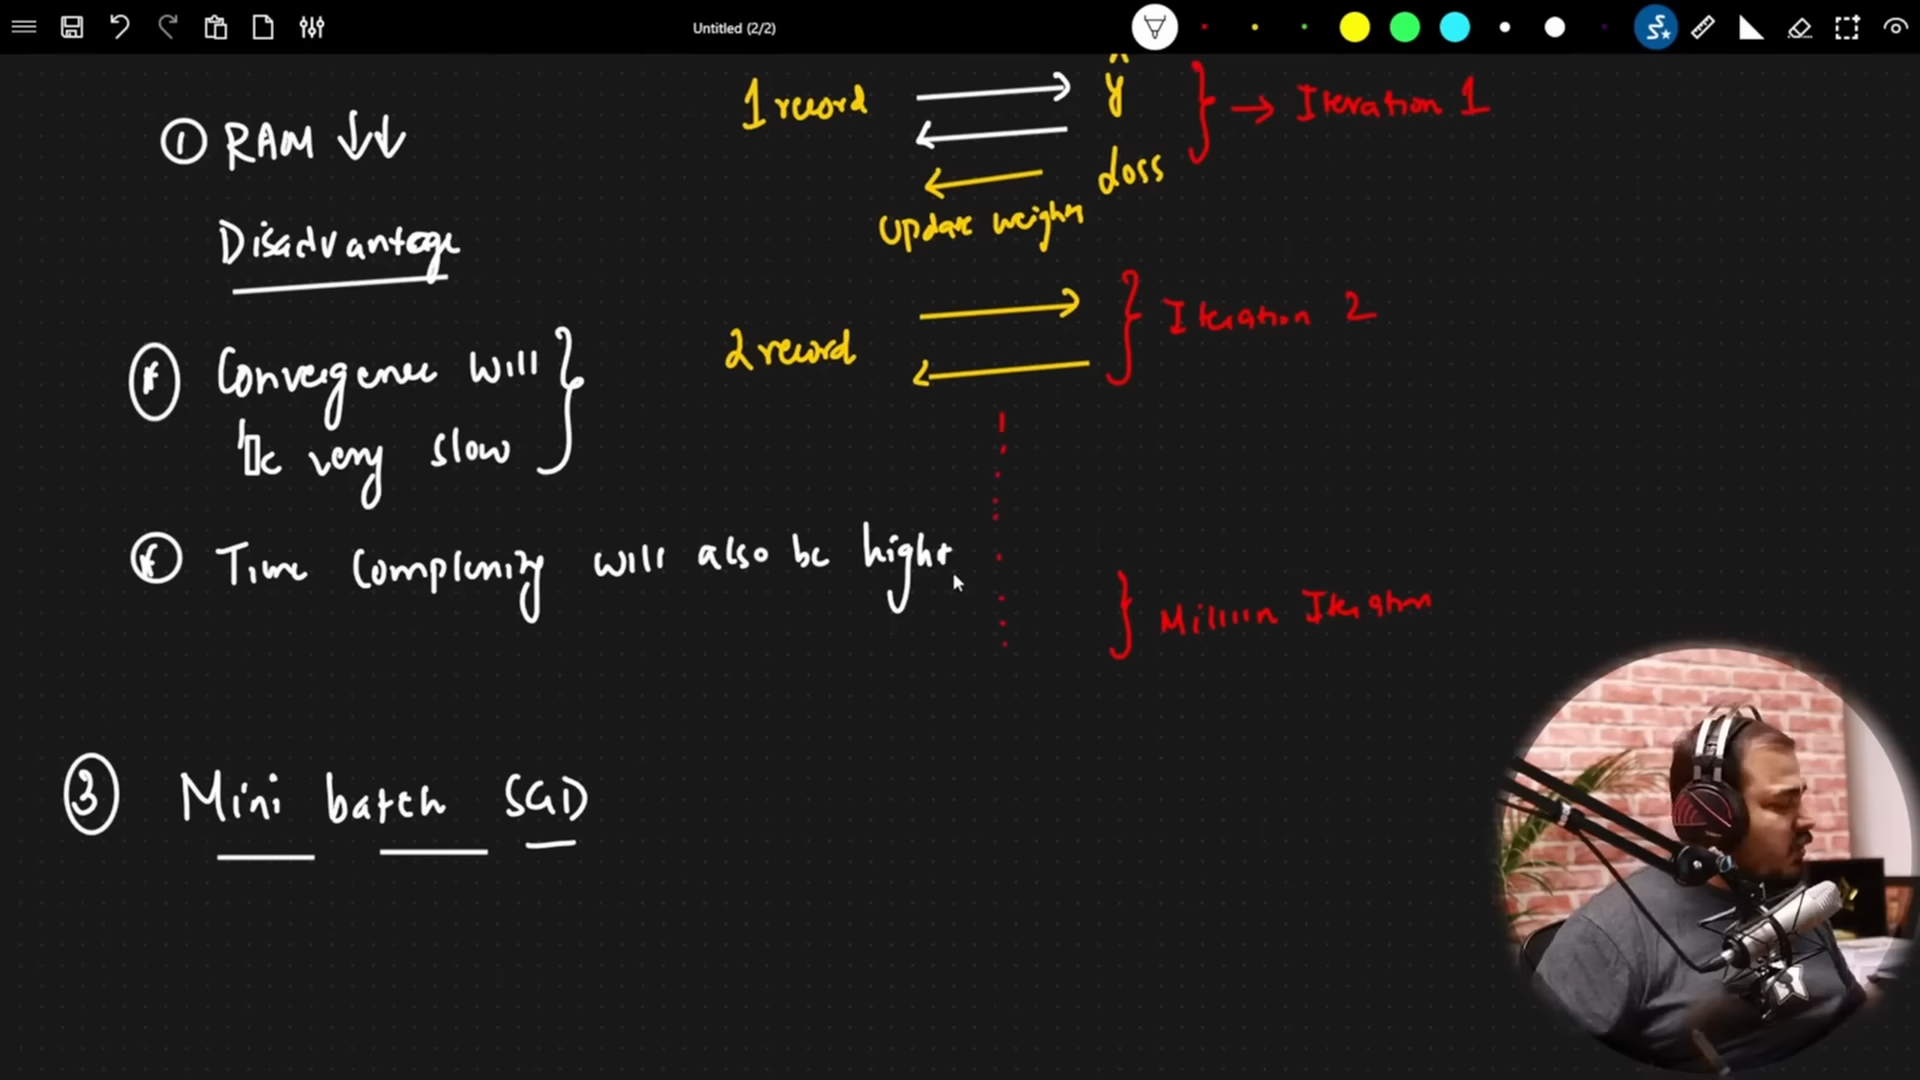 Untitled (2/2)
① RAM ↓↓
Disadvantage
Convergence will
be very slow
Time Complexity will also be high
③ Mini batch SGD
1 record
ŷ
→ Iteration 1
Loss
Update weights
2 record
Iteration 2
Million Iteration